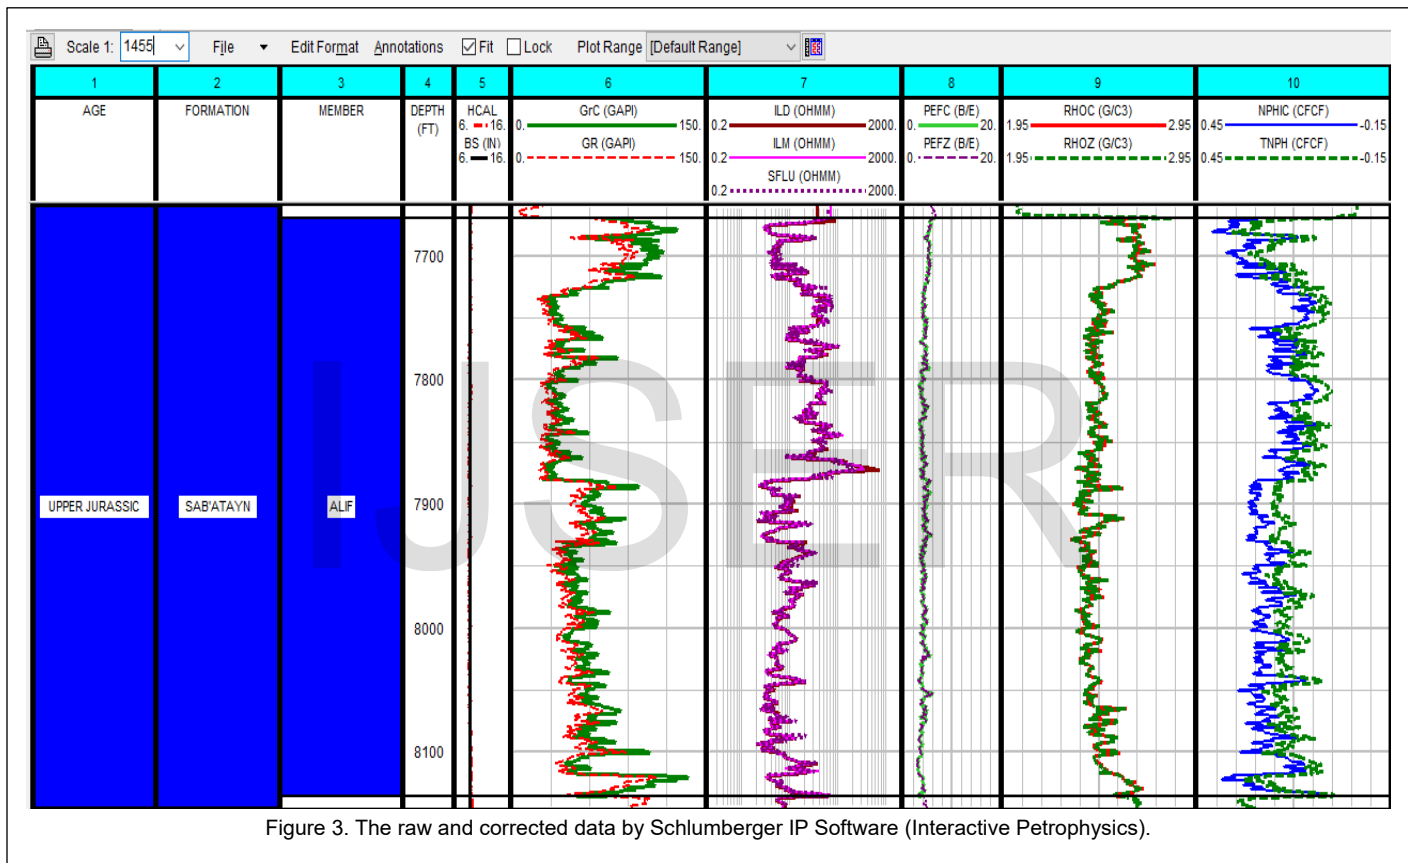 Scale 1: 1455 File Edit Format Annotations Fit Lock Plot Range [Default Range]
1 2 3 4 5 6 7 8 9 10
AGE FORMATION MEMBER DEPTH (FT) HCAL GrC (GAPI) ILD (OHMM) PEFC (B/E) RHOC (G/C3) NPHIC (CFCF)
6. 16. 0. 150. 0.2 2000. 0. 20. 1.95 2.95 0.45 -0.15
BS (IN) GR (GAPI) ILM (OHMM) PEFZ (B/E) RHOZ (G/C3) TNPH (CFCF)
6. 16. 0. 150. 0.2 2000. 0. 20. 1.95 2.95 0.45 -0.15
SFLU (OHMM)
0.2 2000.
7700
7800
UPPER JURASSIC SAB'ATAYN ALIF 7900
8000
8100
IJSER
Figure 3. The raw and corrected data by Schlumberger IP Software (Interactive Petrophysics).